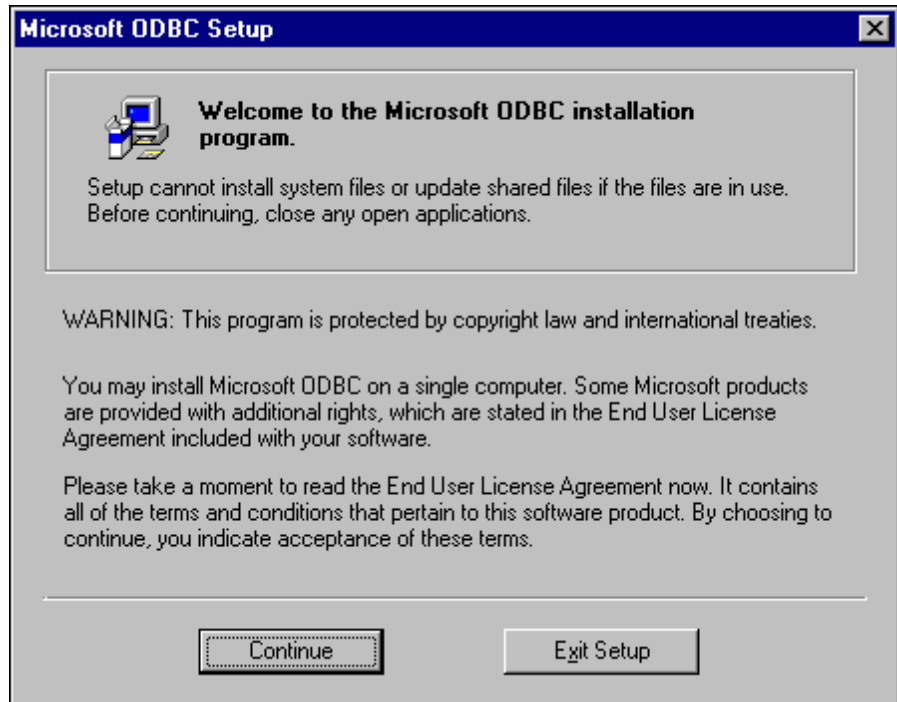 Microsoft ODBC Setup
Welcome to the Microsoft ODBC installation
program.
Setup cannot install system files or update shared files if the files are in use.
Before continuing, close any open applications.
WARNING: This program is protected by copyright law and international treaties.
You may install Microsoft ODBC on a single computer. Some Microsoft products
are provided with additional rights, which are stated in the End User License
Agreement included with your software.
Please take a moment to read the End User License Agreement now. It contains
all of the terms and conditions that pertain to this software product. By choosing to
continue, you indicate acceptance of these terms.
Continue
Exit Setup